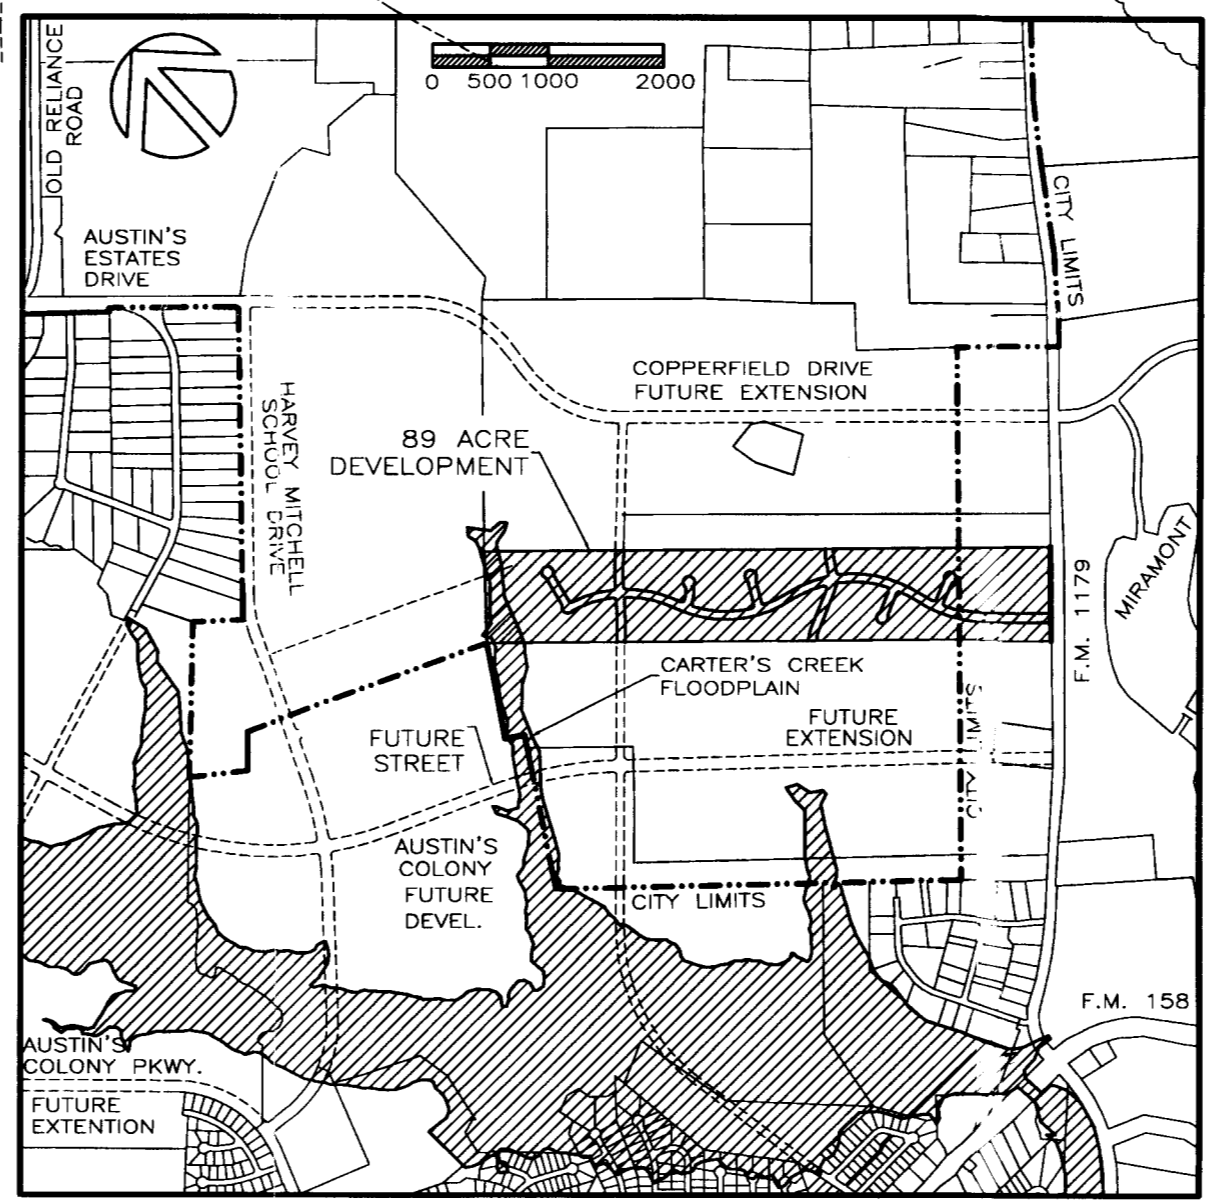 OLD RELIANCE
ROAD
0 500 1000 2000
CITY LIMITS
AUSTIN'S
ESTATES
DRIVE
COPPERFIELD DRIVE
FUTURE EXTENSION
HARVEY MITCHELL
SCHOOL DRIVE
89 ACRE
DEVELOPMENT
MIRAMONT
F.M. 1179
CARTER'S CREEK
FLOODPLAIN
FUTURE
EXTENSION
CITY LIMITS
FUTURE
STREET
AUSTIN'S
COLONY
FUTURE
DEVEL.
CITY LIMITS
F.M. 158
AUSTIN'S
COLONY PKWY.
FUTURE
EXTENTION